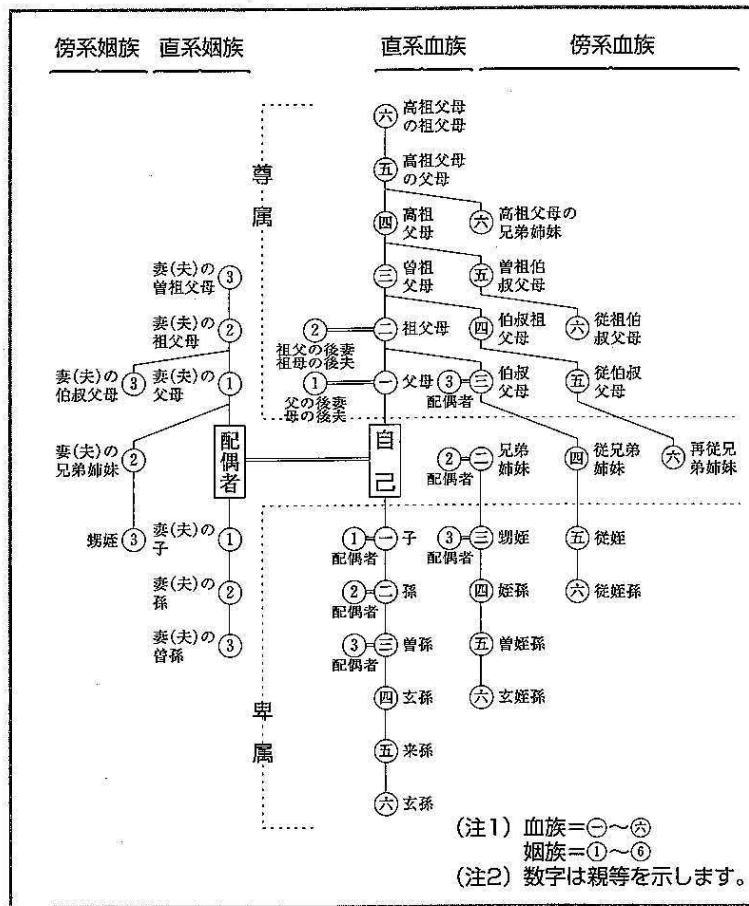 傍系姻族 直系姻族 直系血族 傍系血族
尊属
六 高祖父母
の祖父母
五 高祖父母
の父母
四 高祖
父母
六 高祖父母の
兄弟姉妹
妻(夫)の
曽祖父母 3
三 曽祖
父母
五 曽祖伯
叔父母
妻(夫)の
祖父母 2
2 二 祖父母
祖父の後妻
祖母の後夫
四 伯叔祖
父母
六 従祖伯
叔父母
妻(夫)の
伯叔父母 3
妻(夫)の
父母 1
1 一 父母
父の後妻
母の後夫
3 三 伯叔
父母
配偶者
五 従伯叔
父母
妻(夫)の
兄弟姉妹 2
配偶者
自己
2 二 兄弟
姉妹
配偶者
四 従兄弟
姉妹
六 再従兄
弟姉妹
甥姪 3
妻(夫)の
子 1
1 一 子
配偶者
3 三 甥姪
配偶者
五 従姪
妻(夫)の
孫 2
2 二 孫
配偶者
四 姪孫
六 従姪孫
妻(夫)の
曽孫 3
3 三 曽孫
配偶者
五 曽姪孫
卑属
四 玄孫
六 玄姪孫
五 来孫
六 玄孫
(注1) 血族=㊀~㊅
姻族=①~⑥
(注2) 数字は親等を示します。